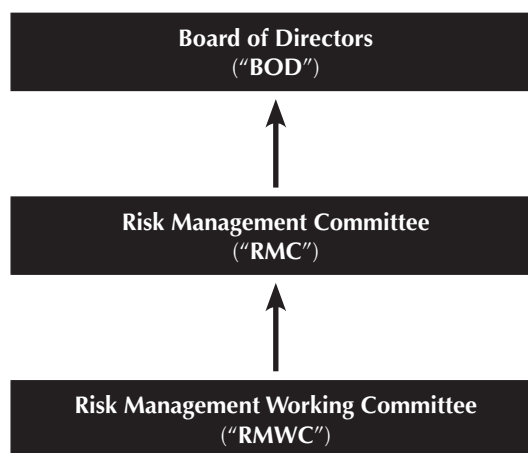 Board of Directors
(“BOD”)
Risk Management Committee
(“RMC”)
Risk Management Working Committee
(“RMWC”)